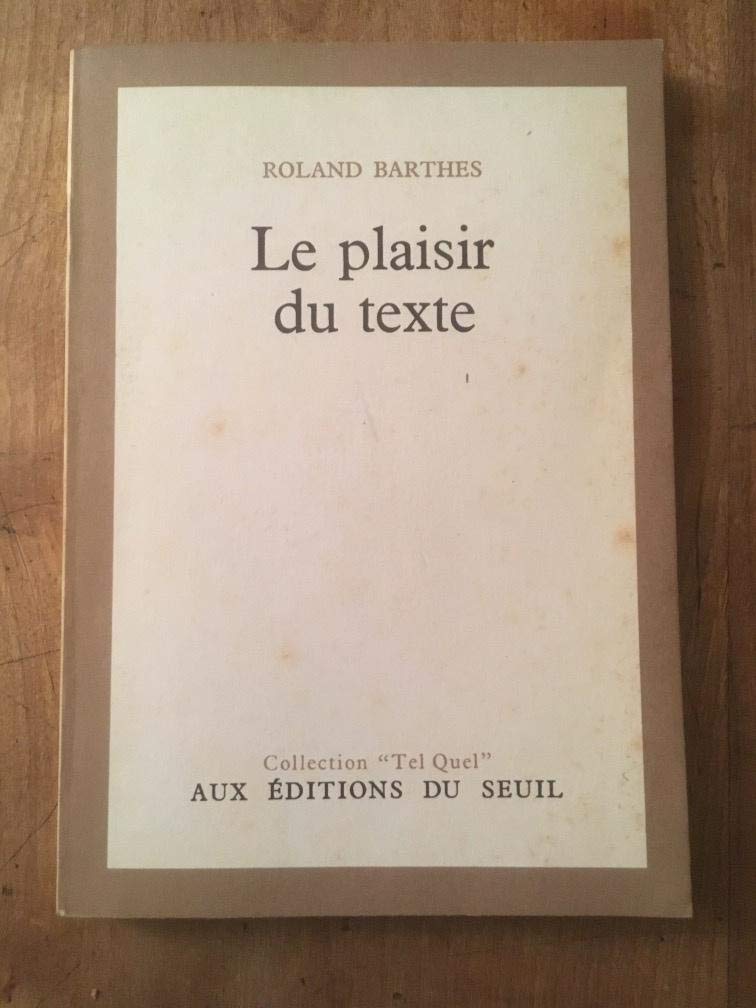 ROLAND BARTHES
Le plaisir
du texte
Collection “Tel Quel”
AUX ÉDITIONS DU SEUIL